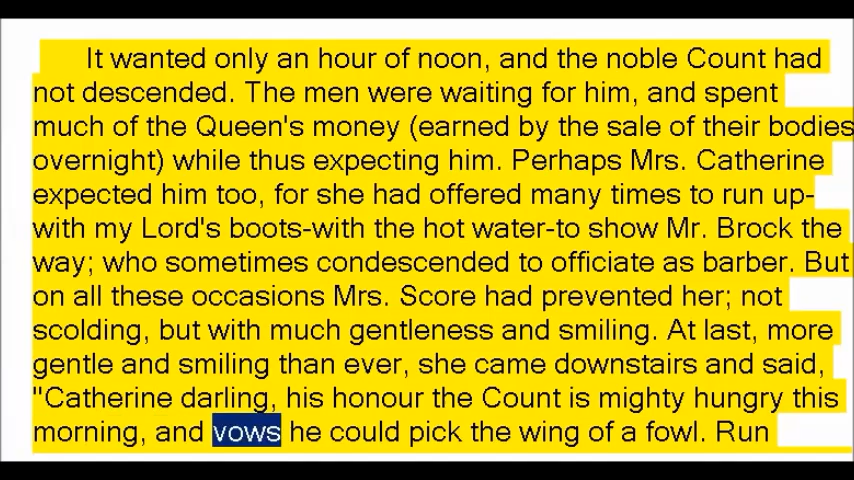 It wanted only an hour of noon, and the noble Count had
not descended. The men were waiting for him, and spent
much of the Queen's money (earned by the sale of their bodies
overnight) while thus expecting him. Perhaps Mrs. Catherine
expected him too, for she had offered many times to run up-
with my Lord's boots-with the hot water-to show Mr. Brock the
way; who sometimes condescended to officiate as barber. But
on all these occasions Mrs. Score had prevented her; not
scolding, but with much gentleness and smiling. At last, more
gentle and smiling than ever, she came downstairs and said,
"Catherine darling, his honour the Count is mighty hungry this
morning, and vows he could pick the wing of a fowl. Run